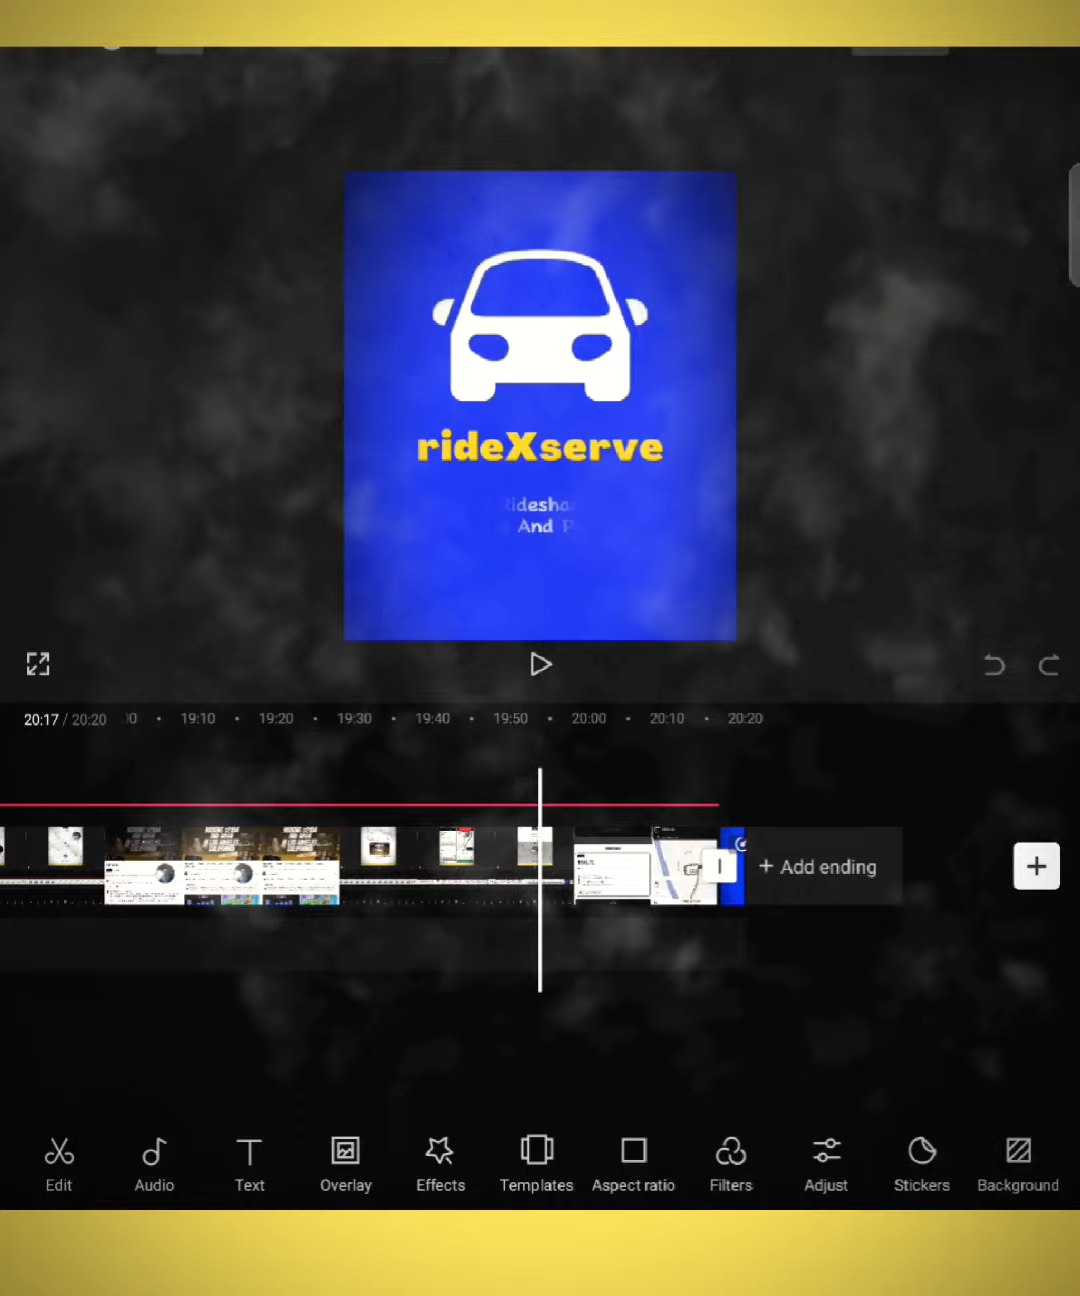 rideXserve
And
20:17 / 20:20
19:10
19:20
19:30
19:40
19:50
20:00
20:10
20:20
+ Add ending
Edit
Audio
Text
Overlay
Effects
Templates
Aspect ratio
Filters
Adjust
Stickers
Background